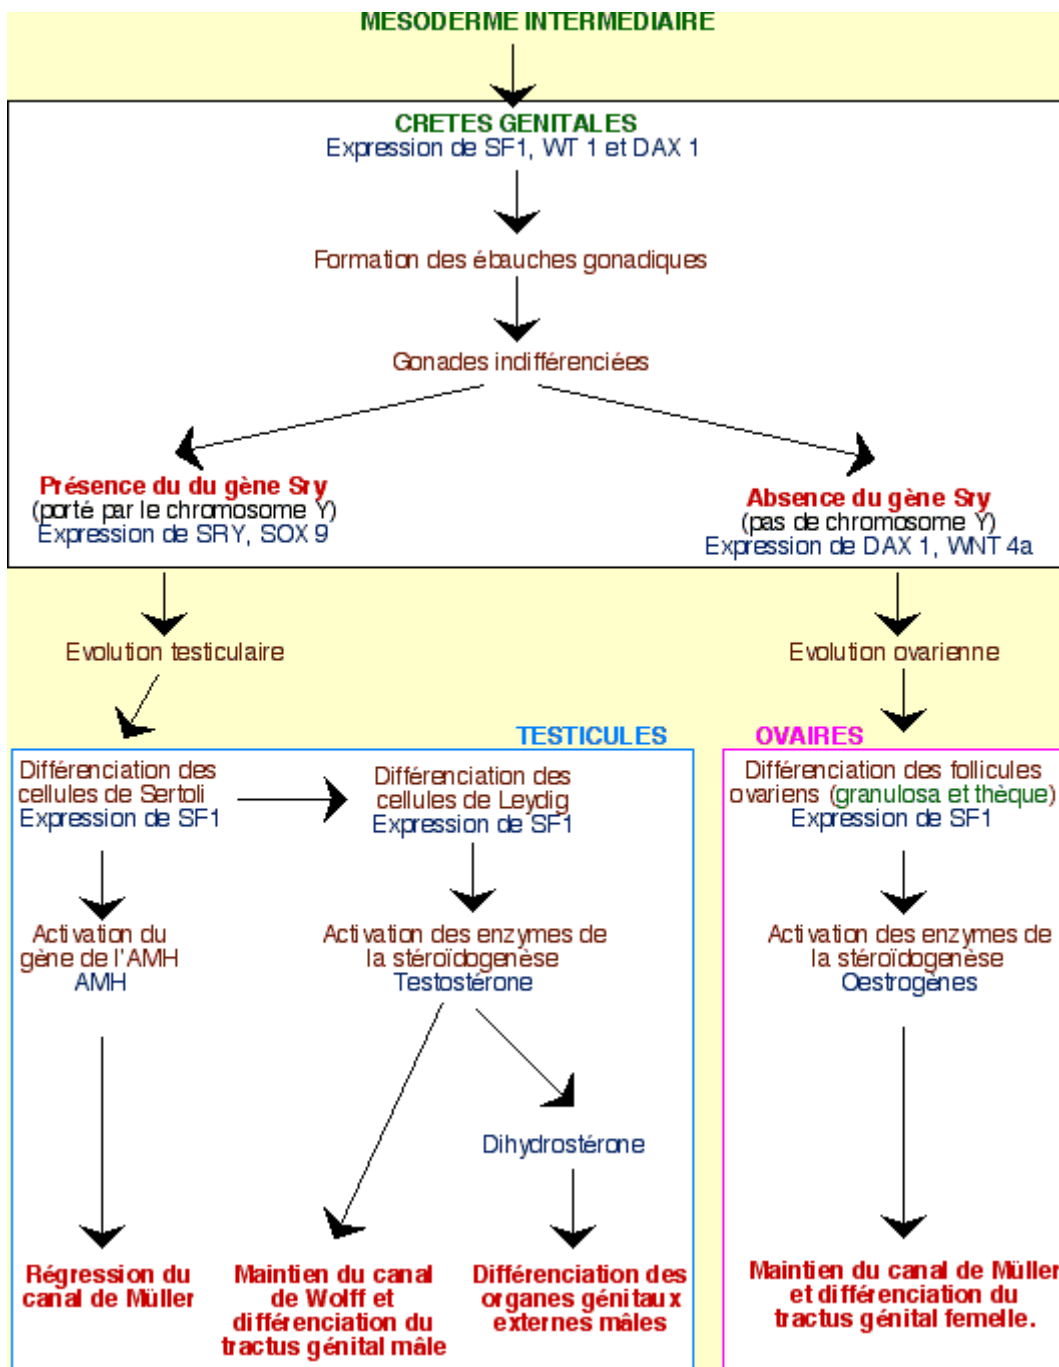 MESODERME INTERMEDIAIRE
CRETES GENITALES
Expression de SF1, WT 1 et DAX 1
Formation des ébauches gonadiques
Gonades indifférenciées
Présence du du gène Sry
(porté par le chromosome Y)
Expression de SRY, SOX 9
Absence du gène Sry
(pas de chromosome Y)
Expression de DAX 1, WNT 4a
Evolution testiculaire
Evolution ovarienne
TESTICULES
OVAIRES
Différenciation des
cellules de Sertoli
Expression de SF1
Différenciation des
cellules de Leydig
Expression de SF1
Différenciation des follicules
ovariens (granulosa et thèque)
Expression de SF1
Activation du
gène de l'AMH
AMH
Activation des enzymes de
la stéroïdogenèse
Testostérone
Activation des enzymes de
la stéroïdogenèse
Oestrogènes
Dihydrostérone
Régression du
canal de Müller
Maintien du canal
de Wolff et
différenciation du
tractus génital mâle
Différenciation des
organes génitaux
externes mâles
Maintien du canal de Müller
et différenciation du
tractus génital femelle.